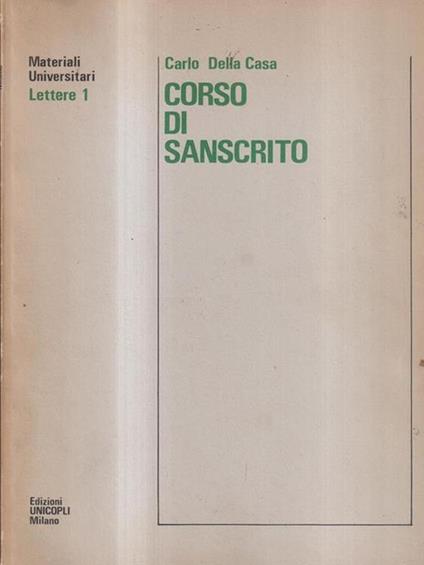 Materiali
Universitari
Lettere 1
Carlo Della Casa
CORSO
DI
SANSCRITO
Edizioni
UNICOPLI
Milano